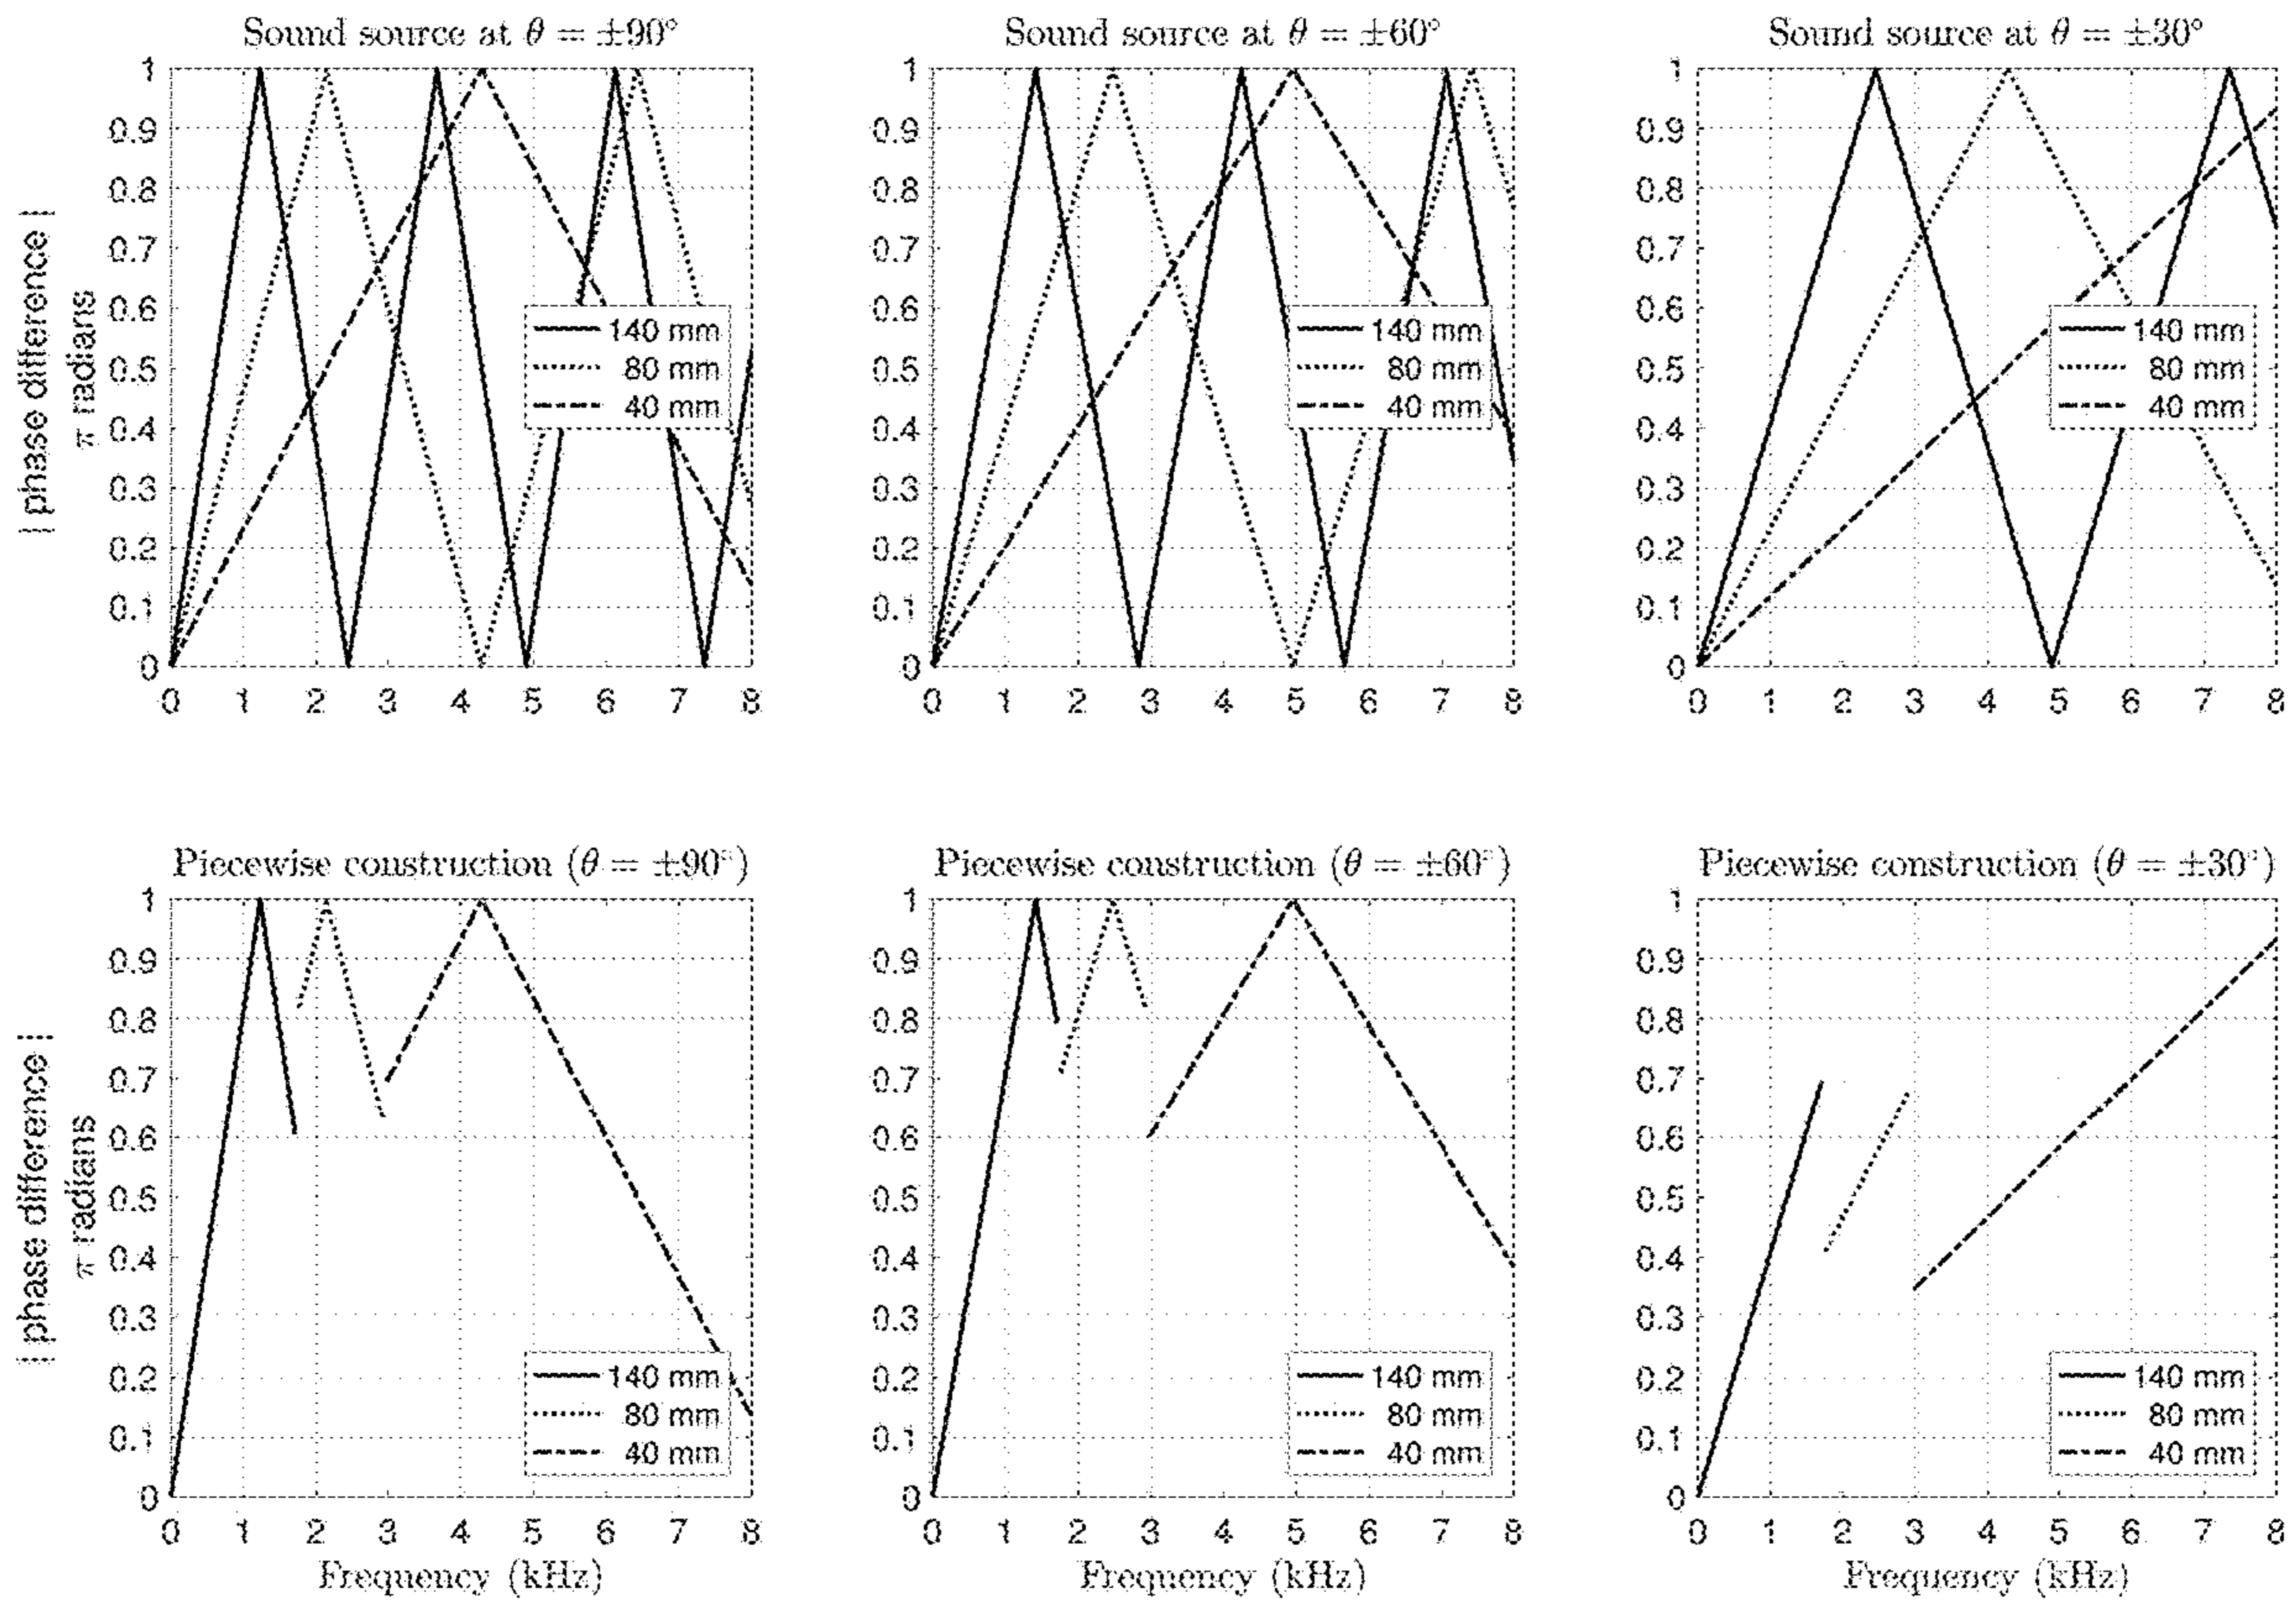 Sound source at θ = ±90°
Sound source at θ = ±60°
Sound source at θ = ±30°
| phase difference |
π radians
1
0.9
0.8
0.7
0.6
0.5
0.4
0.3
0.2
0.1
0
0 1 2 3 4 5 6 7 8
140 mm
80 mm
40 mm
1
0.9
0.8
0.7
0.6
0.5
0.4
0.3
0.2
0.1
0
0 1 2 3 4 5 6 7 8
140 mm
80 mm
40 mm
1
0.9
0.8
0.7
0.6
0.5
0.4
0.3
0.2
0.1
0
0 1 2 3 4 5 6 7 8
140 mm
80 mm
40 mm
Piecewise construction (θ = ±90°)
Piecewise construction (θ = ±60°)
Piecewise construction (θ = ±30°)
| phase difference |
π radians
1
0.9
0.8
0.7
0.6
0.5
0.4
0.3
0.2
0.1
0
0 1 2 3 4 5 6 7 8
Frequency (kHz)
140 mm
80 mm
40 mm
1
0.9
0.8
0.7
0.6
0.5
0.4
0.3
0.2
0.1
0
0 1 2 3 4 5 6 7 8
Frequency (kHz)
140 mm
80 mm
40 mm
1
0.9
0.8
0.7
0.6
0.5
0.4
0.3
0.2
0.1
0
0 1 2 3 4 5 6 7 8
Frequency (kHz)
140 mm
80 mm
40 mm